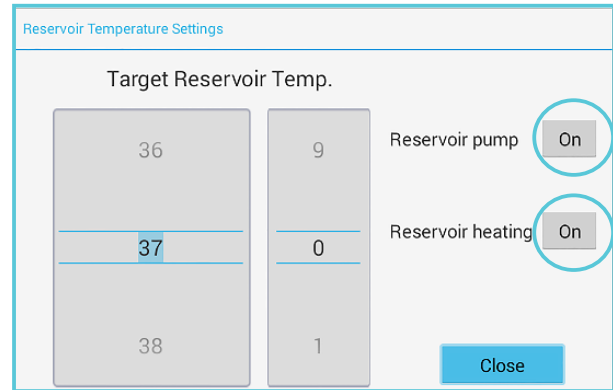 Reservoir Temperature Settings
Target Reservoir Temp.
36 9
Reservoir pump On
37 0
Reservoir heating On
38 1
Close